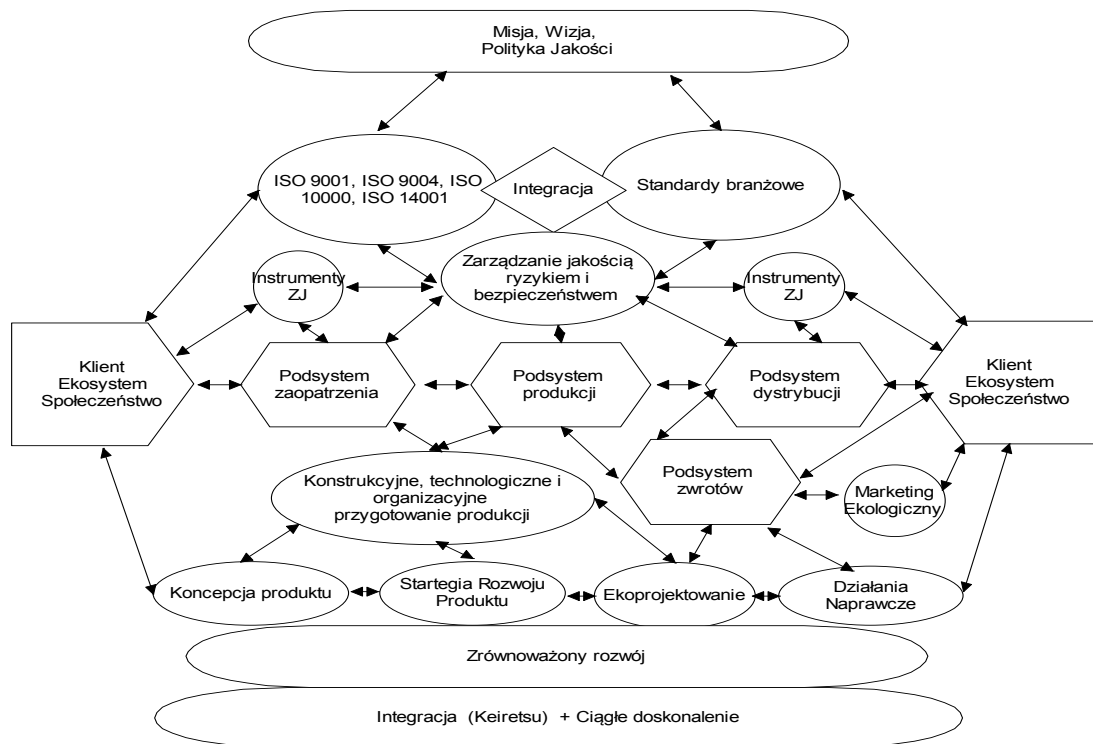 Misja, Wizja,
Polityka Jakości
ISO 9001, ISO 9004, ISO
10000, ISO 14001
Integracja
Standardy branżowe
Zarządzanie jakością
ryzykiem i
bezpieczeństwem
Instrumenty
ZJ
Instrumenty
ZJ
Klient
Ekosystem
Społeczeństwo
Podsystem
zaopatrzenia
Podsystem
produkcji
Podsystem
dystrybucji
Klient
Ekosystem
Społeczeństwo
Podsystem
zwrotów
Konstrukcyjne, technologiczne i
organizacyjne
przygotowanie produkcji
Marketing
Ekologiczny
Koncepcja produktu
Startegia Rozwoju
Produktu
Ekoprojektowanie
Działania
Naprawcze
Zrównoważony rozwój
Integracja (Keiretsu) + Ciągłe doskonalenie